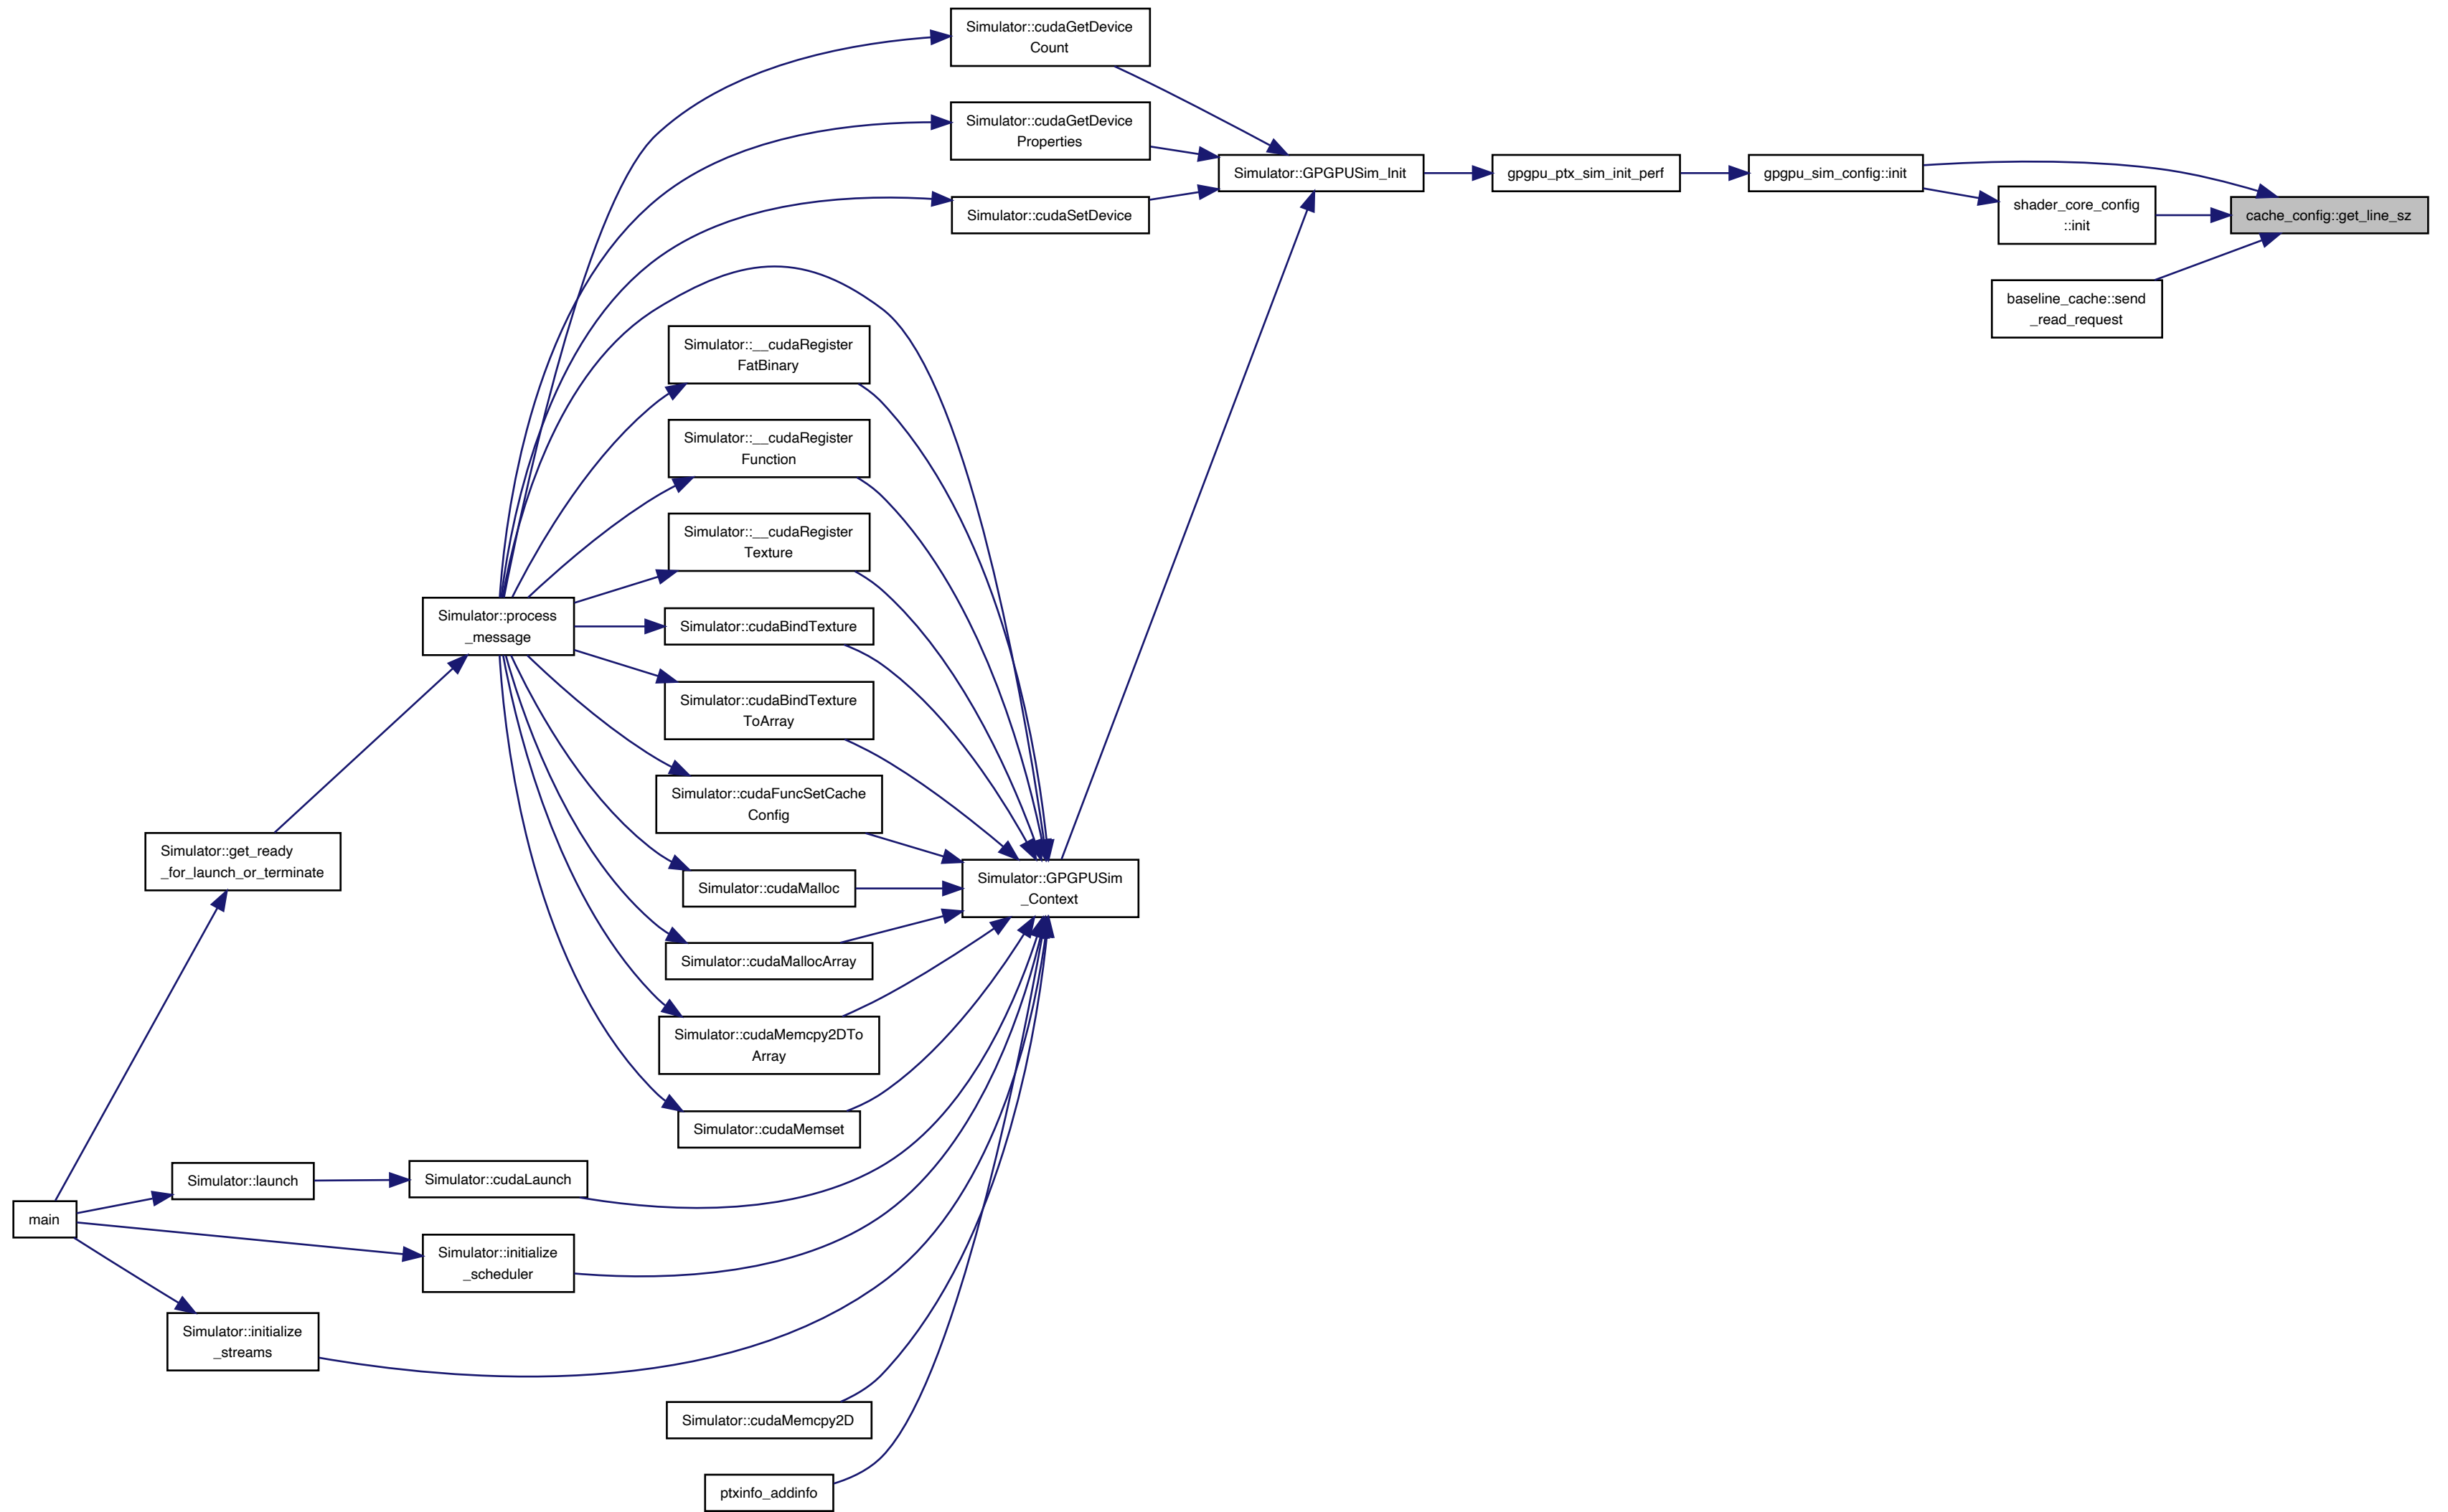 Simulator::cudaGetDevice
Count
Simulator::cudaGetDevice
Properties
Simulator::GPGPUSim_Init
gpgpu_ptx_sim_init_perf
gpgpu_sim_config::init
shader_core_config
::init
cache_config::get_line_sz
Simulator::cudaSetDevice
baseline_cache::send
_read_request
Simulator::__cudaRegister
FatBinary
Simulator::__cudaRegister
Function
Simulator::__cudaRegister
Texture
Simulator::process
_message
Simulator::cudaBindTexture
Simulator::cudaBindTexture
ToArray
Simulator::cudaFuncSetCache
Config
Simulator::get_ready
_for_launch_or_terminate
Simulator::cudaMalloc
Simulator::GPGPUSim
_Context
Simulator::cudaMallocArray
Simulator::cudaMemcpy2DTo
Array
Simulator::cudaMemset
Simulator::launch
Simulator::cudaLaunch
main
Simulator::initialize
_scheduler
Simulator::initialize
_streams
Simulator::cudaMemcpy2D
ptxinfo_addinfo